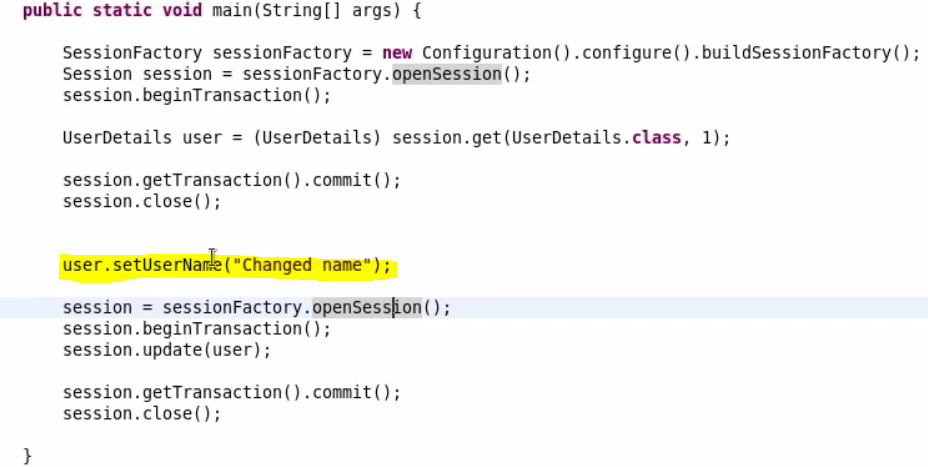 public static void main(String[] args) {
SessionFactory sessionFactory = new Configuration().configure().buildSessionFactory();
Session session = sessionFactory.openSession();
session.beginTransaction();
UserDetails user = (UserDetails) session.get(UserDetails.class, 1);
session.getTransaction().commit();
session.close();
user.setUserName("Changed name");
session = sessionFactory.openSession();
session.beginTransaction();
session.update(user);
session.getTransaction().commit();
session.close();
}